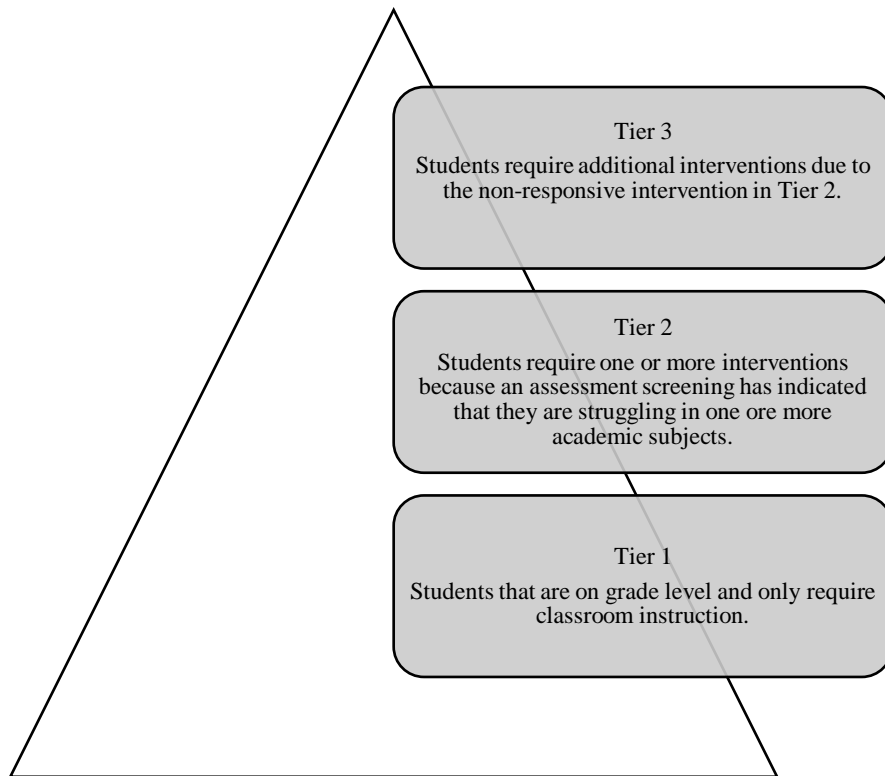 Tier 3
Students require additional interventions due to
the non-responsive intervention in Tier 2.
Tier 2
Students require one or more interventions
because an assessment screening has indicated
that they are struggling in one ore more
academic subjects.
Tier 1
Students that are on grade level and only require
classroom instruction.